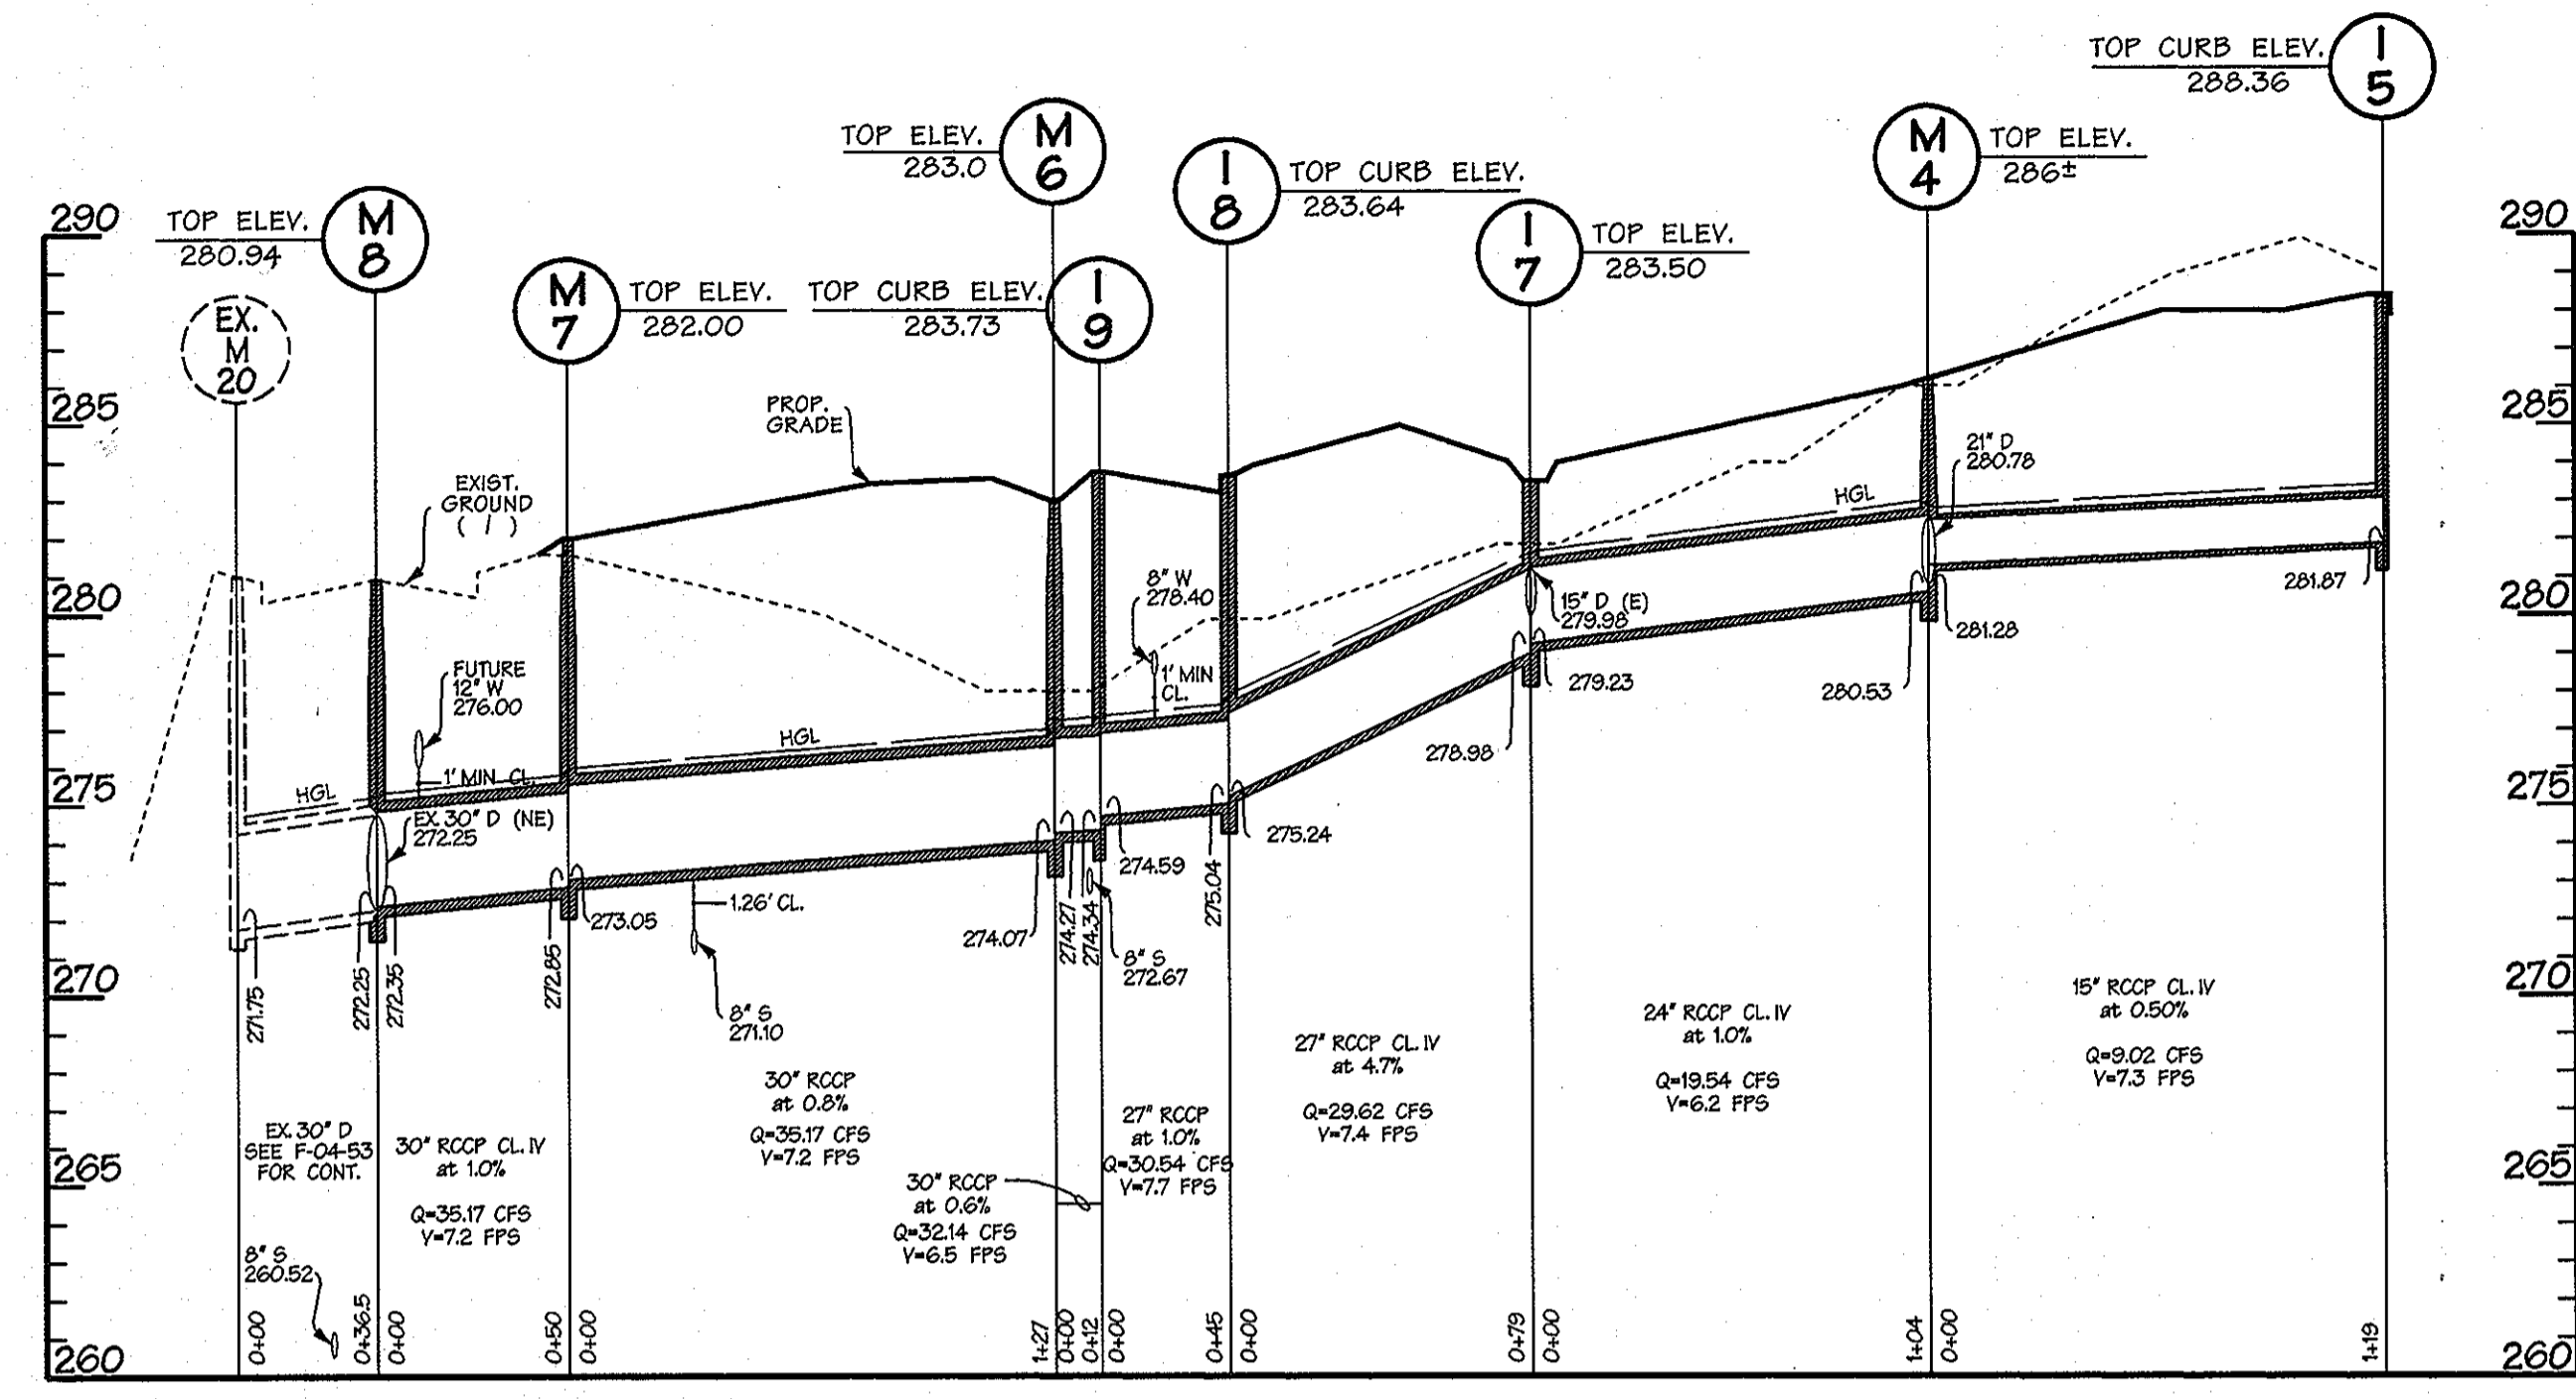 TOP CURB ELEV.
288.36
I
5
TOP ELEV.
283.0
M
6
I
8
TOP CURB ELEV.
283.64
M
4
TOP ELEV.
286±
TOP ELEV.
280.94
M
8
I
7
TOP ELEV.
283.50
EX.
M
20
M
7
TOP ELEV.
282.00
TOP CURB ELEV.
283.73
I
9
290
285
280
275
270
265
260
290
285
280
275
270
265
260
PROP.
GRADE
EXIST.
GROUND
( / )
FUTURE
12" W
276.00
1' MIN. CL.
HGL
EX. 30" D (NE)
272.25
HGL
8" W
278.40
1' MIN
CL.
15" D (E)
279.98
HGL
21" D
280.78
271.75
272.25
272.35
272.85
273.05
1.26' CL.
8" S
271.10
274.07
274.27
274.34
274.59
8" S
272.67
275.04
275.24
278.98
279.23
280.53
281.28
281.87
EX. 30" D
SEE F-04-53
FOR CONT.
30" RCCP CL. IV
at 1.0%
Q=35.17 CFS
V=7.2 FPS
30" RCCP
at 0.8%
Q=35.17 CFS
V=7.2 FPS
30" RCCP
at 0.6%
Q=32.14 CFS
V=6.5 FPS
27" RCCP
at 1.0%
Q=30.54 CFS
V=7.7 FPS
27" RCCP CL. IV
at 4.7%
Q=29.62 CFS
V=7.4 FPS
24" RCCP CL. IV
at 1.0%
Q=19.54 CFS
V=6.2 FPS
15" RCCP CL. IV
at 0.50%
Q=9.02 CFS
V=7.3 FPS
8" S
260.52
0+00
0+36.5
0+00
0+50
0+00
1+27
0+00
0+12
0+00
0+45
0+00
0+79
0+00
1+04
0+00
1+19